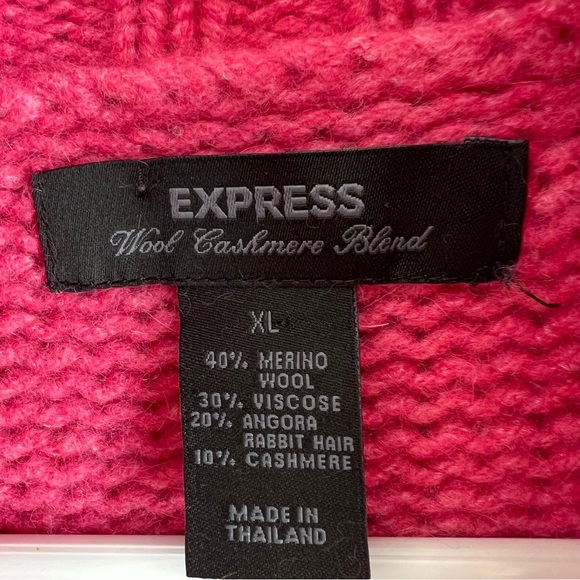 EXPRESS
Wool Cashmere Blend
XL
40% MERINO
WOOL
30% VISCOSE
20% ANGORA
RABBIT HAIR
10% CASHMERE
MADE IN
THAILAND